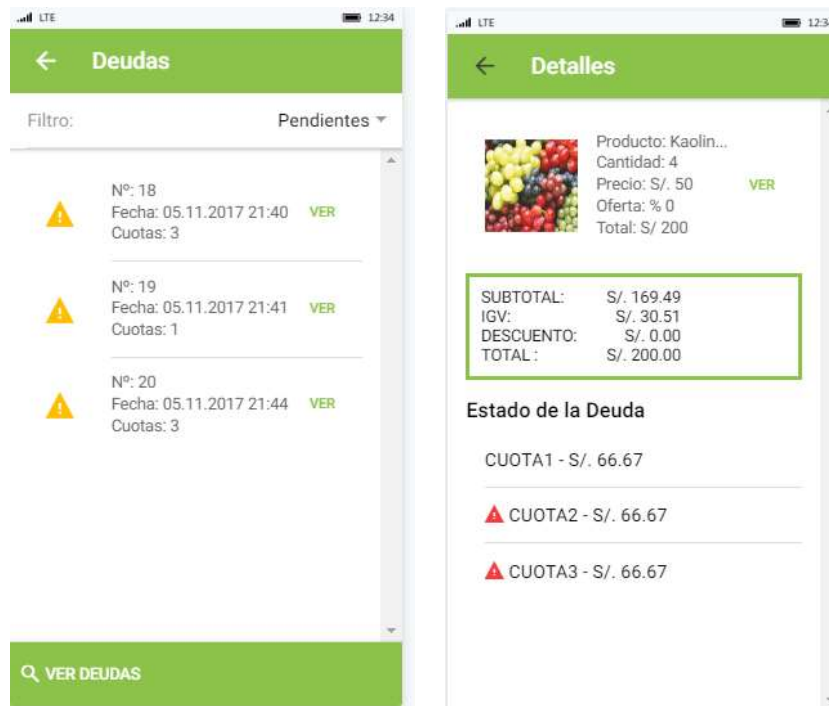 LTE 12:34
Deudas
Filtro: Pendientes
Nº: 18
Fecha: 05.11.2017 21:40 VER
Cuotas: 3
Nº: 19
Fecha: 05.11.2017 21:41 VER
Cuotas: 1
Nº: 20
Fecha: 05.11.2017 21:44 VER
Cuotas: 3
VER DEUDAS
LTE 12:34
Detalles
Producto: Kaolin...
Cantidad: 4
Precio: S/. 50 VER
Oferta: % 0
Total: S/ 200
SUBTOTAL: S/. 169.49
IGV: S/. 30.51
DESCUENTO: S/. 0.00
TOTAL : S/. 200.00
Estado de la Deuda
CUOTA1 - S/. 66.67
CUOTA2 - S/. 66.67
CUOTA3 - S/. 66.67